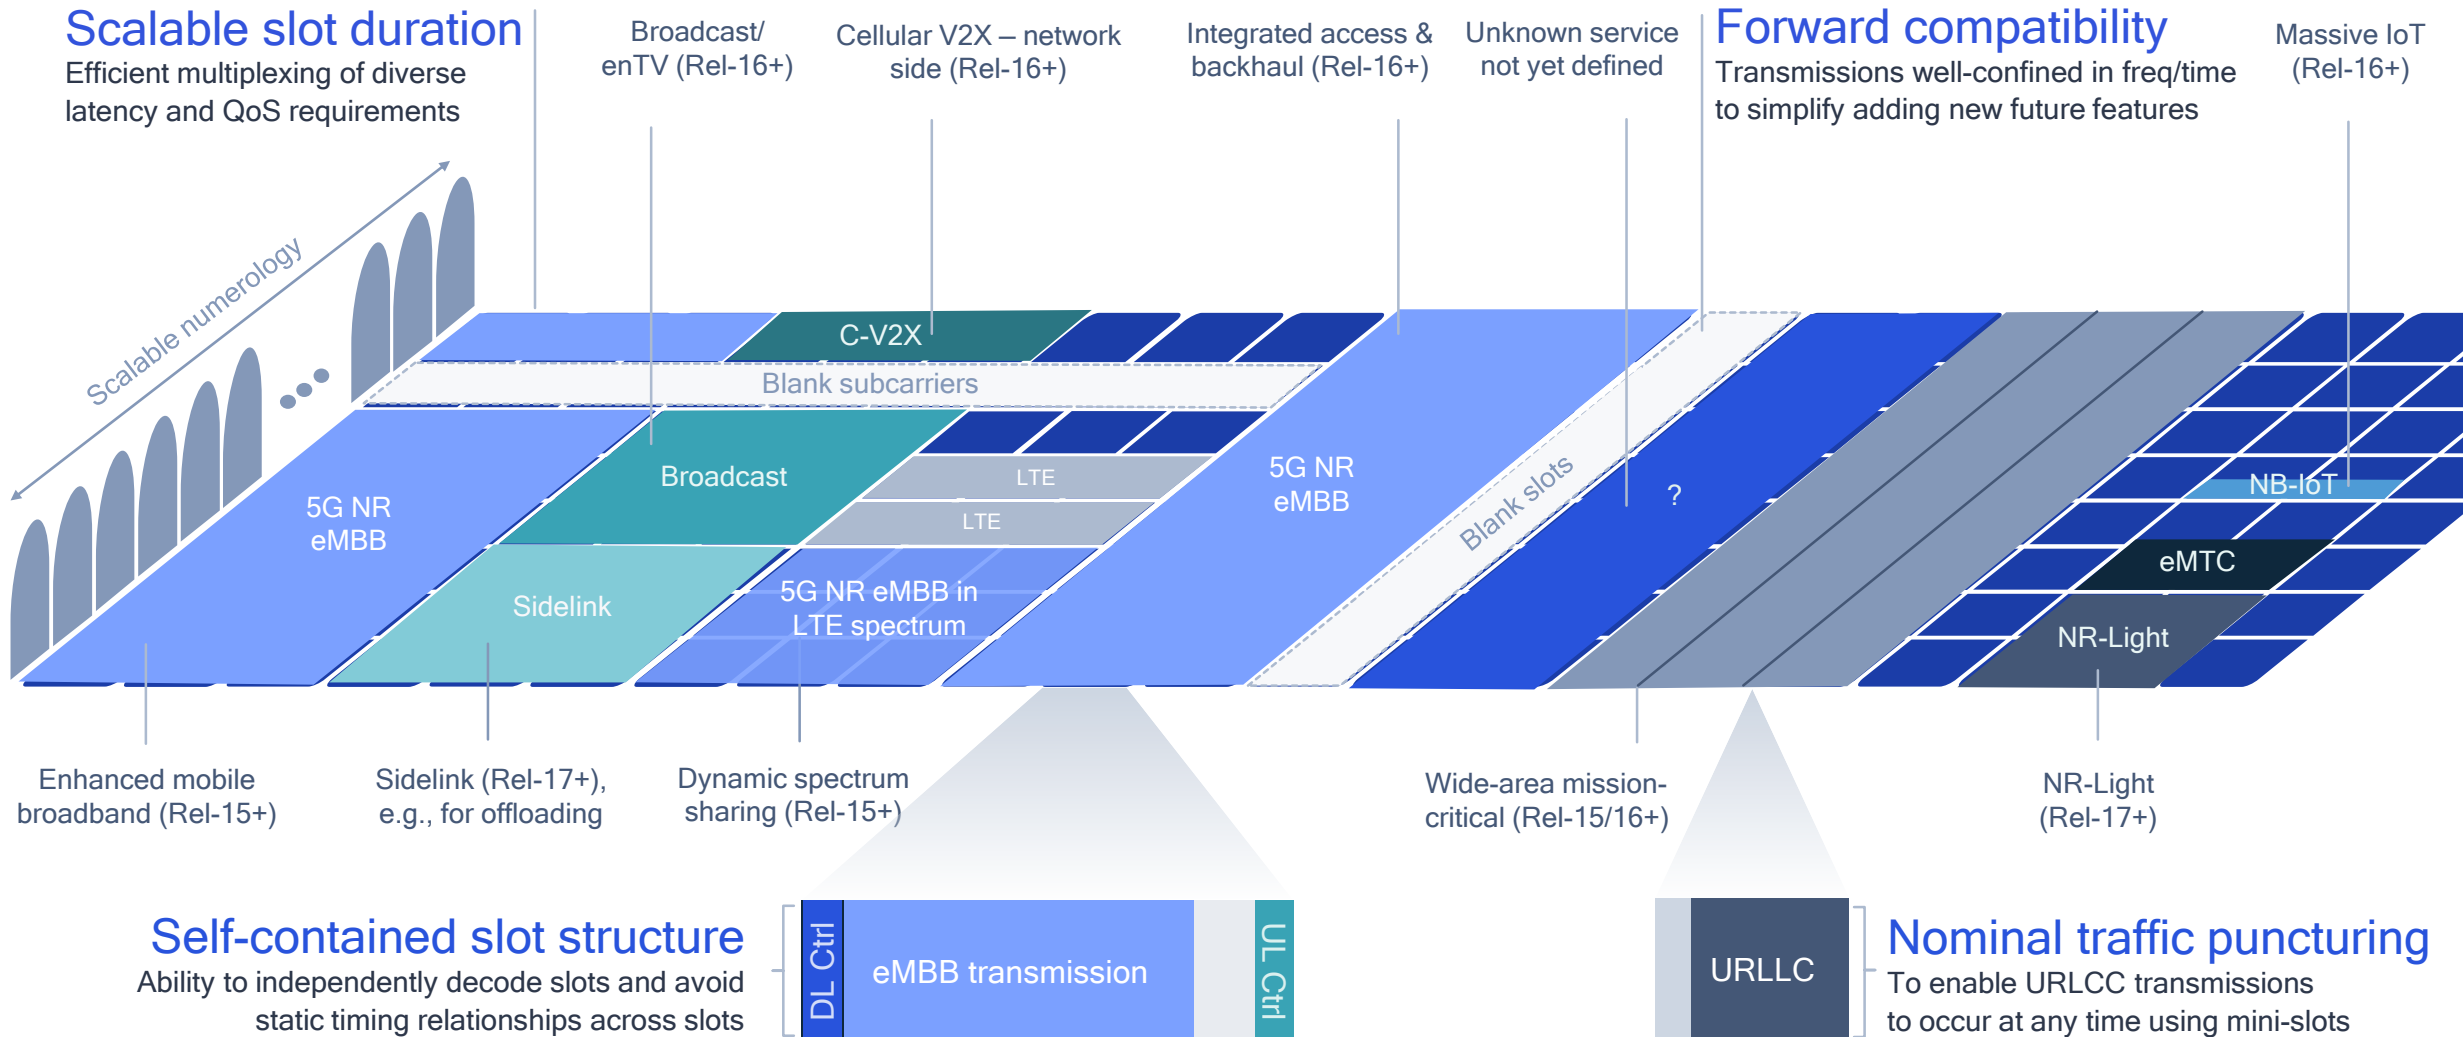 Scalable slot duration
Efficient multiplexing of diverse
latency and QoS requirements
Broadcast/
enTV (Rel-16+)
Cellular V2X – network
side (Rel-16+)
Integrated access &
backhaul (Rel-16+)
Unknown service
not yet defined
Forward compatibility
Transmissions well-confined in freq/time
to simplify adding new future features
Massive IoT
(Rel-16+)
Scalable numerology
C-V2X
Blank subcarriers
5G NR
eMBB
Broadcast
LTE
LTE
Sidelink
5G NR eMBB in
LTE spectrum
5G NR
eMBB
Blank slots
?
NB-IoT
eMTC
NR-Light
Enhanced mobile
broadband (Rel-15+)
Sidelink (Rel-17+),
e.g., for offloading
Dynamic spectrum
sharing (Rel-15+)
Wide-area mission-
critical (Rel-15/16+)
NR-Light
(Rel-17+)
Self-contained slot structure
Ability to independently decode slots and avoid
static timing relationships across slots
DL Ctrl
eMBB transmission
UL Ctrl
URLLC
Nominal traffic puncturing
To enable URLCC transmissions
to occur at any time using mini-slots